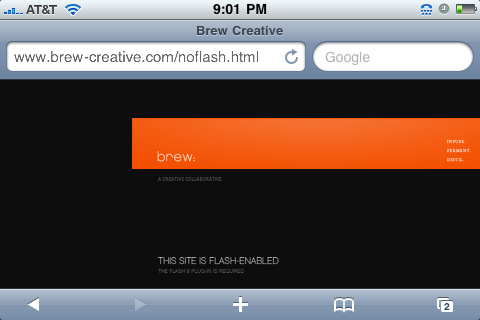 AT&T 9:01 PM
Brew Creative
www.brew-creative.com/noflash.html Google
brew:
INFUSE.
FERMENT.
DISTIL.
A CREATIVE COLLABORATIVE
THIS SITE IS FLASH-ENABLED
THE FLASH 8 PLUG-IN IS REQUIRED
2